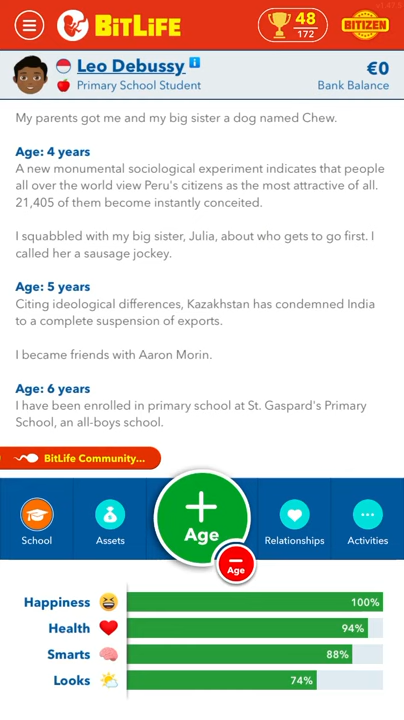 v1.47.5
BitLife
48
172
BITIZEN
Leo Debussy i
€0
Primary School Student
Bank Balance
My parents got me and my big sister a dog named Chew.
Age: 4 years
A new monumental sociological experiment indicates that people
all over the world view Peru's citizens as the most attractive of all.
21,405 of them become instantly conceited.
I squabbled with my big sister, Julia, about who gets to go first. I
called her a sausage jockey.
Age: 5 years
Citing ideological differences, Kazakhstan has condemned India
to a complete suspension of exports.
I became friends with Aaron Morin.
Age: 6 years
I have been enrolled in primary school at St. Gaspard's Primary
School, an all-boys school.
BitLife Community...
+
Age
School
Assets
Relationships
Activities
Age
Happiness 100%
Health 94%
Smarts 88%
Looks 74%